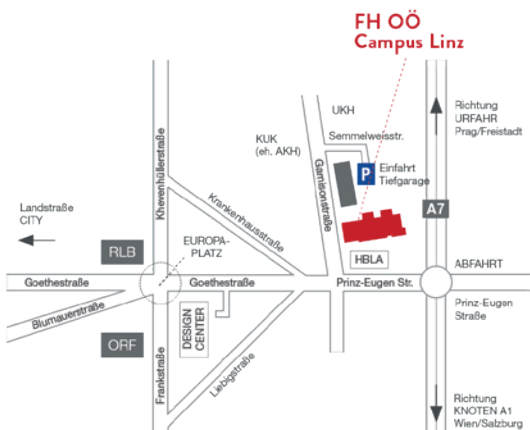 FH OÖ
Campus Linz
UKH
Semmelweisstr.
KUK
(eh. AKH)
Richtung
URFAHR
Prag/Freistadt
Khevenhüllerstraße
Krankenhausstraße
Garnisonstraße
P
Einfahrt
Tiefgarage
A7
Landstraße
CITY
RLB
EUROPA-
PLATZ
HBLA
ABFAHRT
Goethestraße
Goethestraße
Prinz-Eugen Str.
Prinz-Eugen
Straße
Blumauerstraße
ORF
DESIGN
CENTER
Frankstraße
Liebigstraße
Richtung
KNOTEN A1
Wien/Salzburg